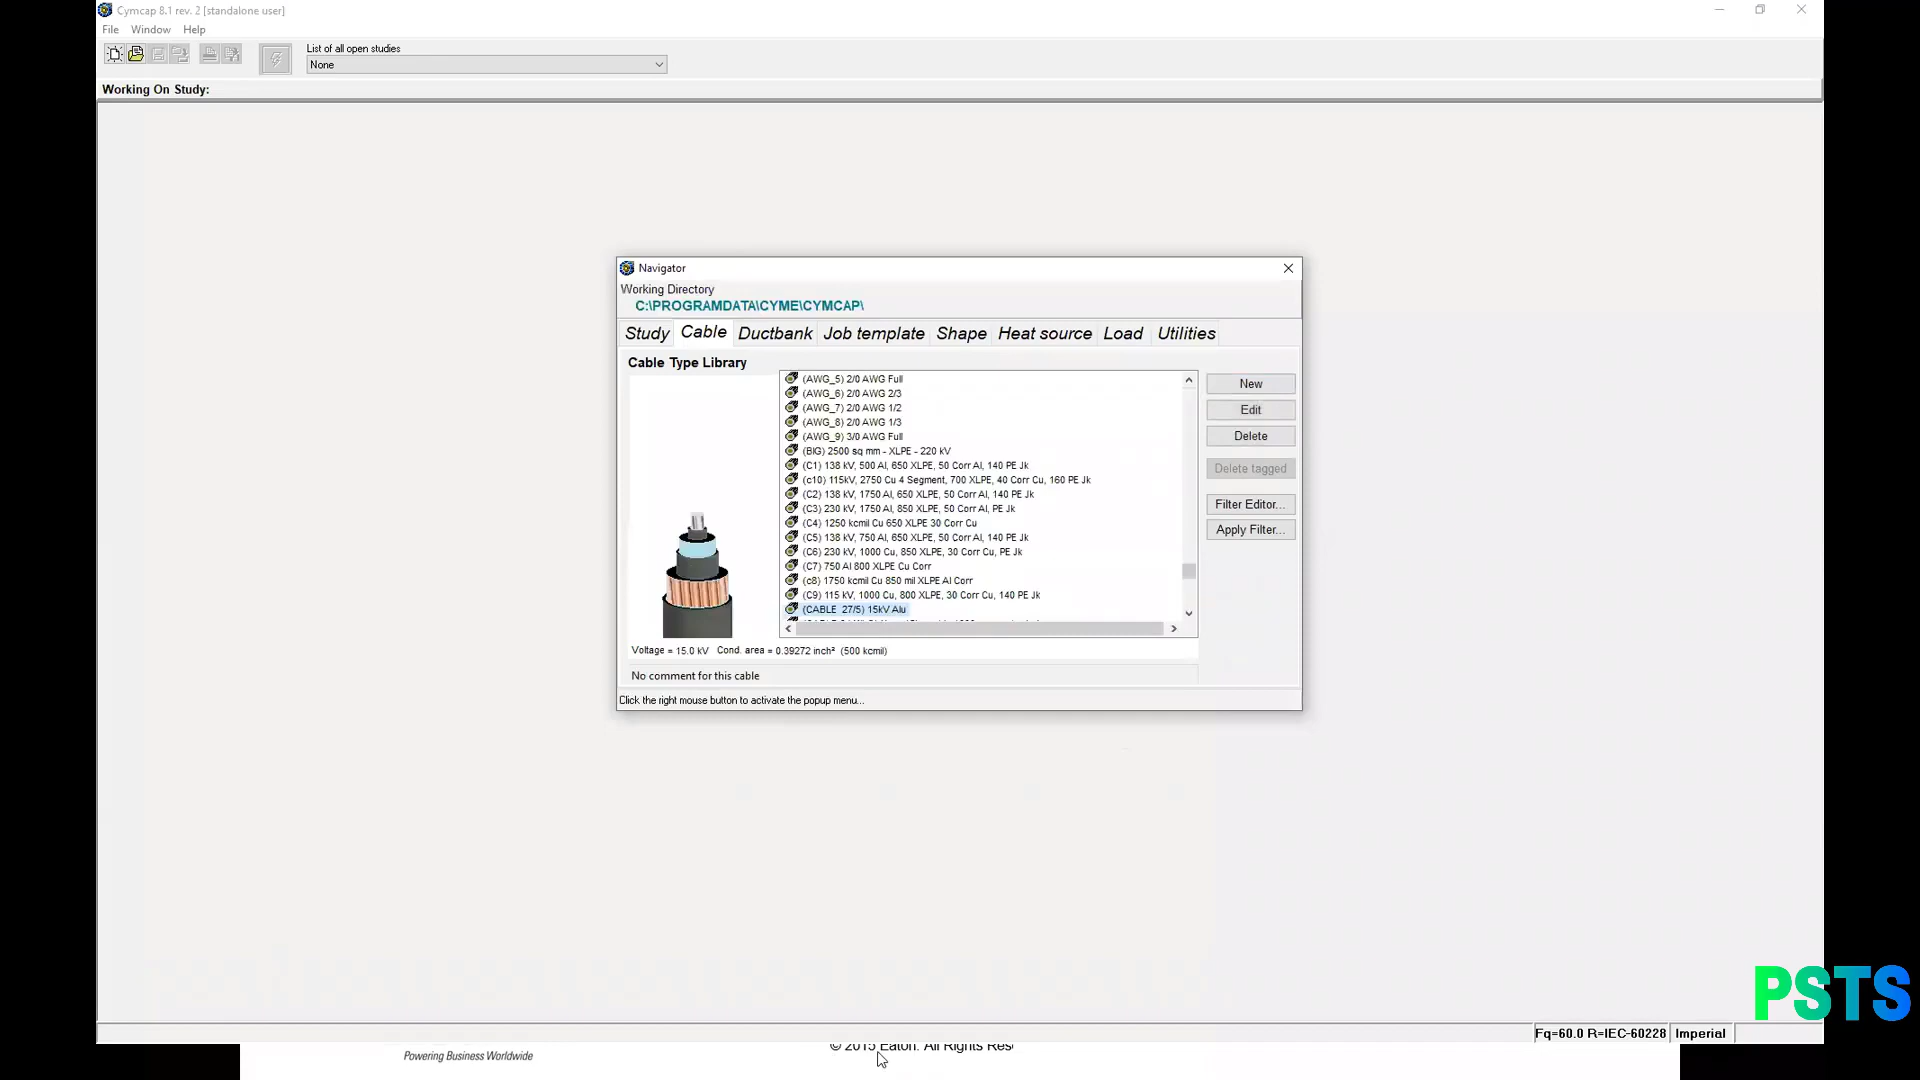 Cymcap 8.1 rev. 2 [standalone user]
File Window Help
List of all open studies
None
Working On Study:
Navigator
Working Directory
C:\PROGRAMDATA\CYME\CYMCAP\
Study Cable Ductbank Job template Shape Heat source Load Utilities
Cable Type Library
(AWG_5) 2/0 AWG Full
(AWG_6) 2/0 AWG 2/3
(AWG_7) 2/0 AWG 1/2
(AWG_8) 2/0 AWG 1/3
(AWG_9) 3/0 AWG Full
(BIG) 2500 sq mm - XLPE - 220 kV
(C1) 138 kV, 500 Al, 650 XLPE, 50 Corr Al, 140 PE Jk
(c10) 115kV, 2750 Cu 4 Segment, 700 XLPE, 40 Corr Cu, 160 PE Jk
(C2) 138 kV, 1750 Al, 650 XLPE, 50 Corr Al, 140 PE Jk
(C3) 230 kV, 1750 Al, 850 XLPE, 50 Corr Al, PE Jk
(C4) 1250 kcmil Cu 650 XLPE 30 Corr Cu
(C5) 138 kV, 750 Al, 650 XLPE, 50 Corr Al, 140 PE Jk
(C6) 230 kV, 1000 Cu, 850 XLPE, 30 Corr Cu, PE Jk
(C7) 750 Al 800 XLPE Cu Corr
(c8) 1750 kcmil Cu 850 mil XLPE Al Corr
(C9) 115 kV, 1000 Cu, 800 XLPE, 30 Corr Cu, 140 PE Jk
(CABLE 27/5) 15kV Alu
New
Edit
Delete
Delete tagged
Filter Editor...
Apply Filter...
Voltage = 15.0 kV Cond. area = 0.39272 inch² (500 kcmil)
No comment for this cable
Click the right mouse button to activate the popup menu...
PSTS
Fq=60.0 R=IEC-60228 Imperial
Powering Business Worldwide
© 2015 Eaton. All Rights Res